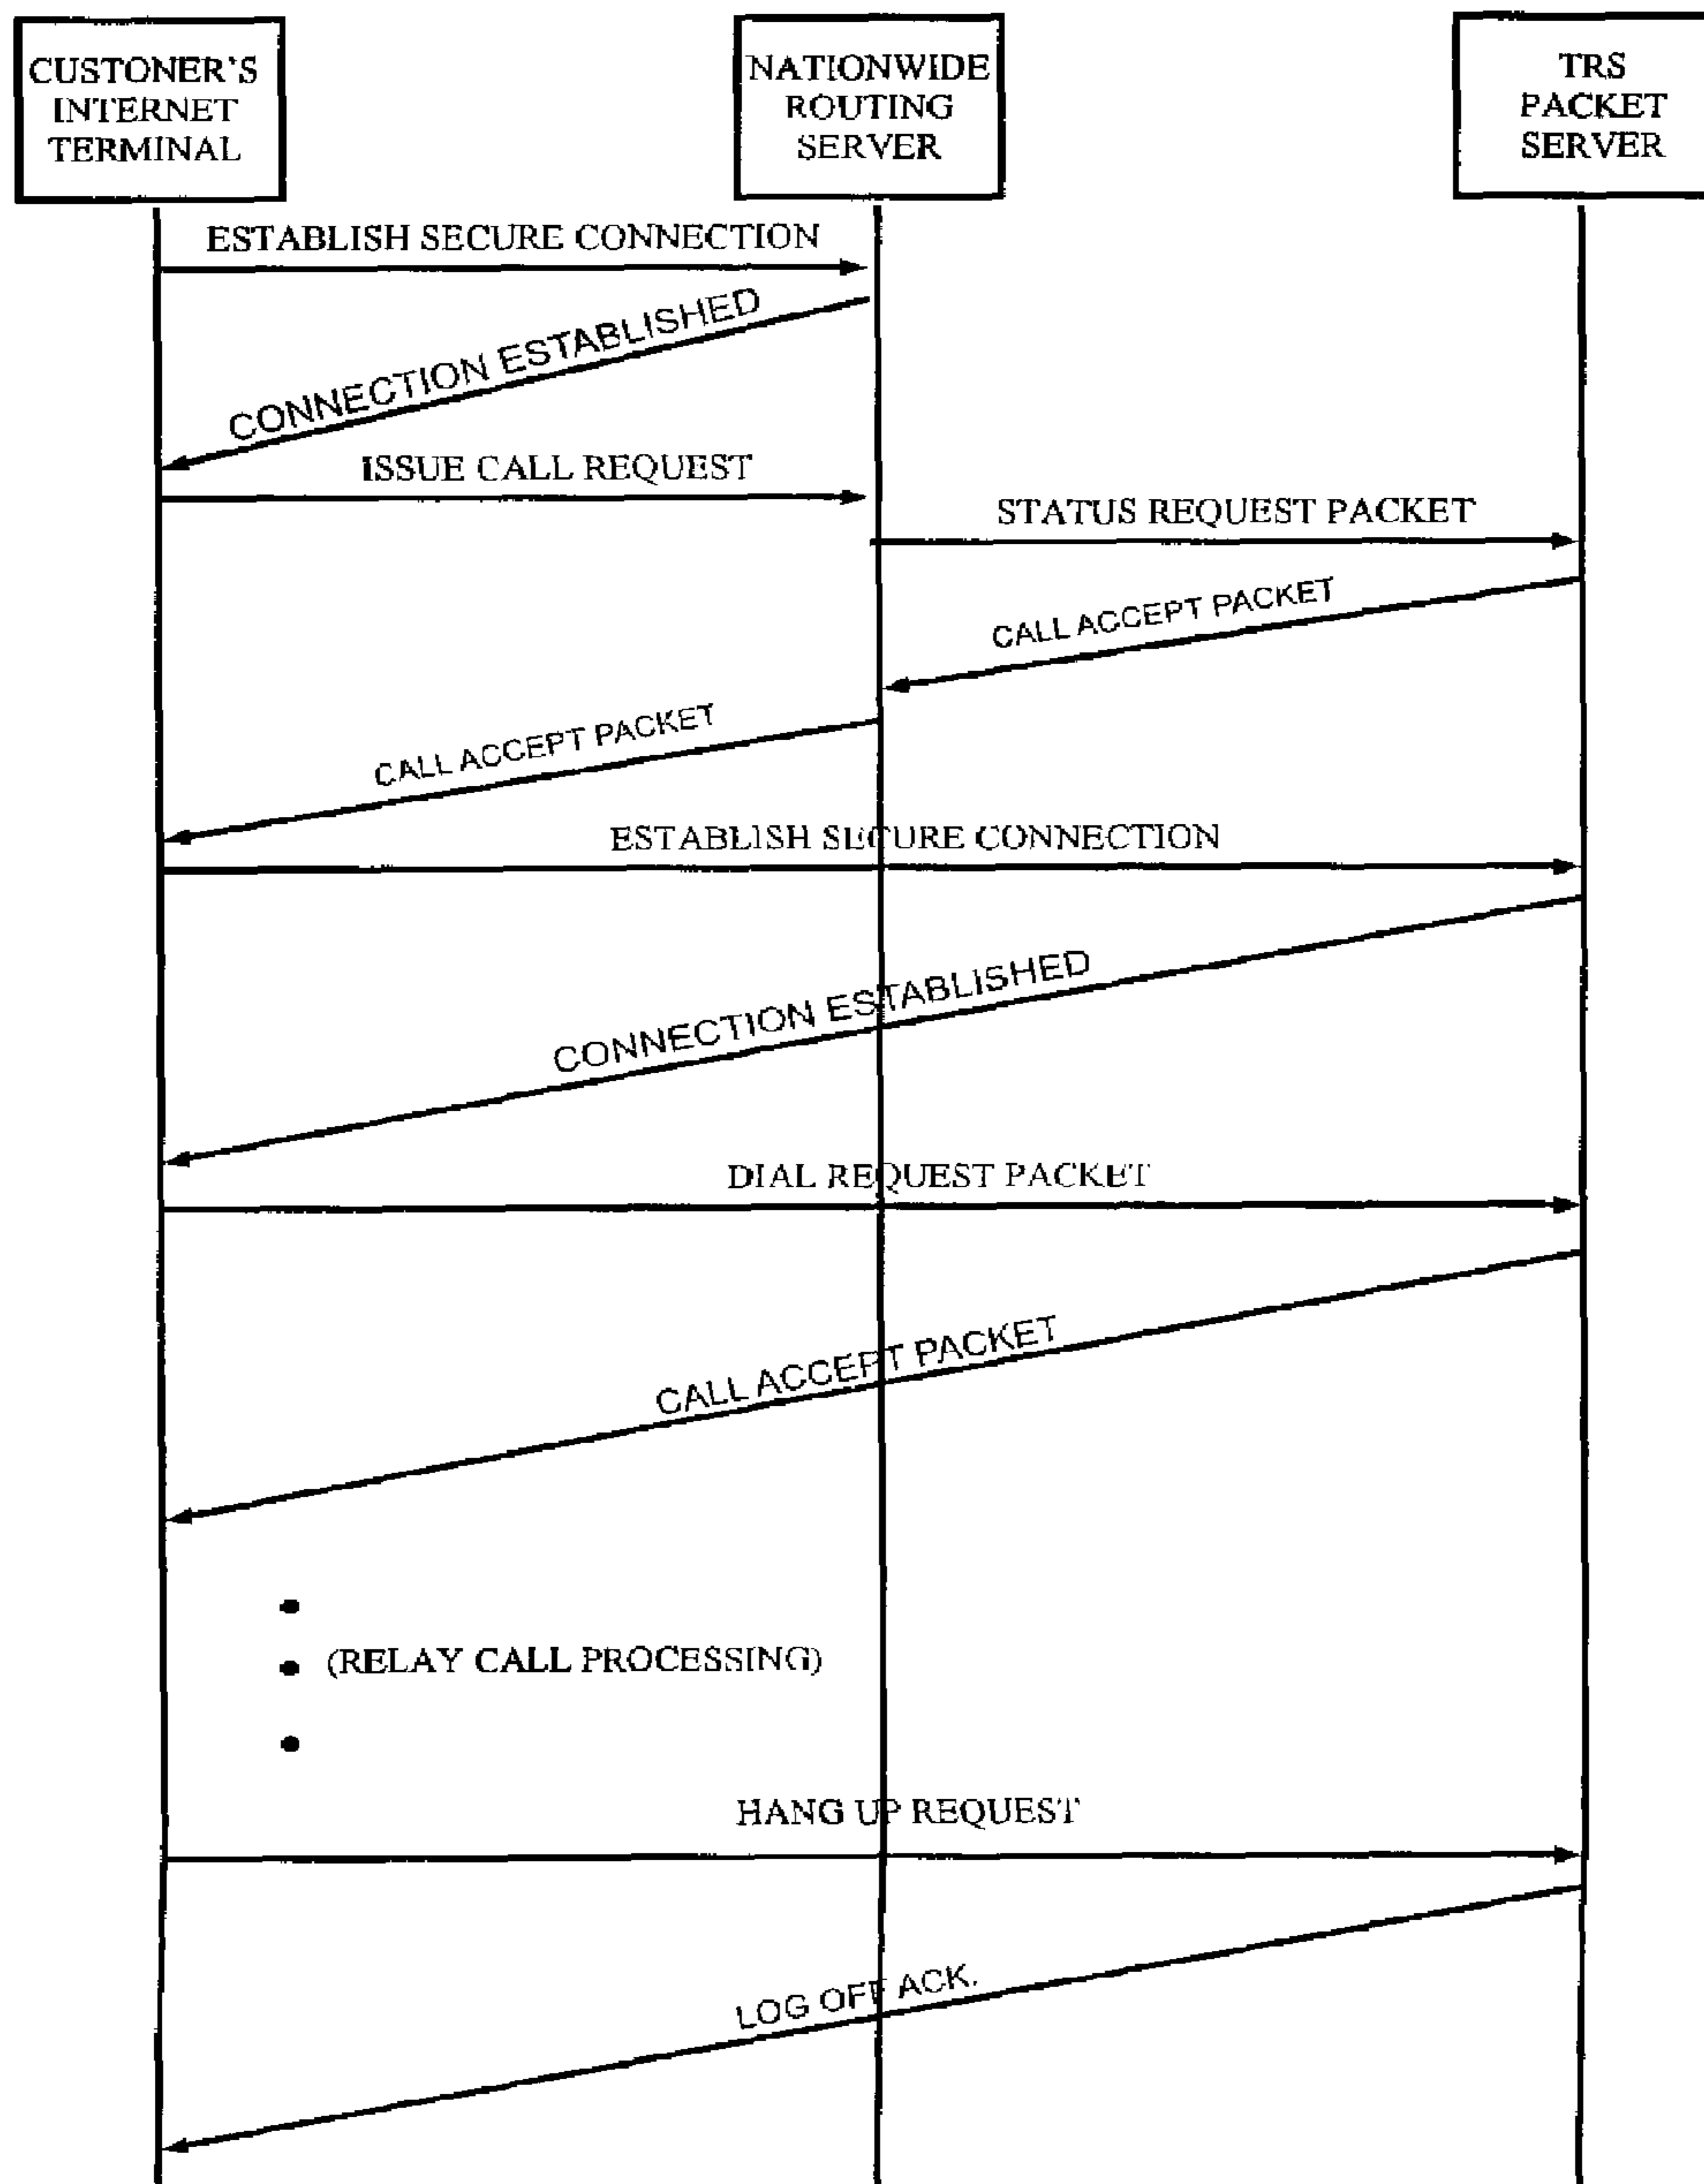 CUSTONER'S
INTERNET
TERMINAL
NATIONWIDE
ROUTING
SERVER
TRS
PACKET
SERVER
ESTABLISH SECURE CONNECTION
CONNECTION ESTABLISHED
ISSUE CALL REQUEST
STATUS REQUEST PACKET
CALL ACCEPT PACKET
CALL ACCEPT PACKET
ESTABLISH SECURE CONNECTION
CONNECTION ESTABLISHED
DIAL REQUEST PACKET
CALL ACCEPT PACKET
(RELAY CALL PROCESSING)
HANG UP REQUEST
LOG OFF ACK.